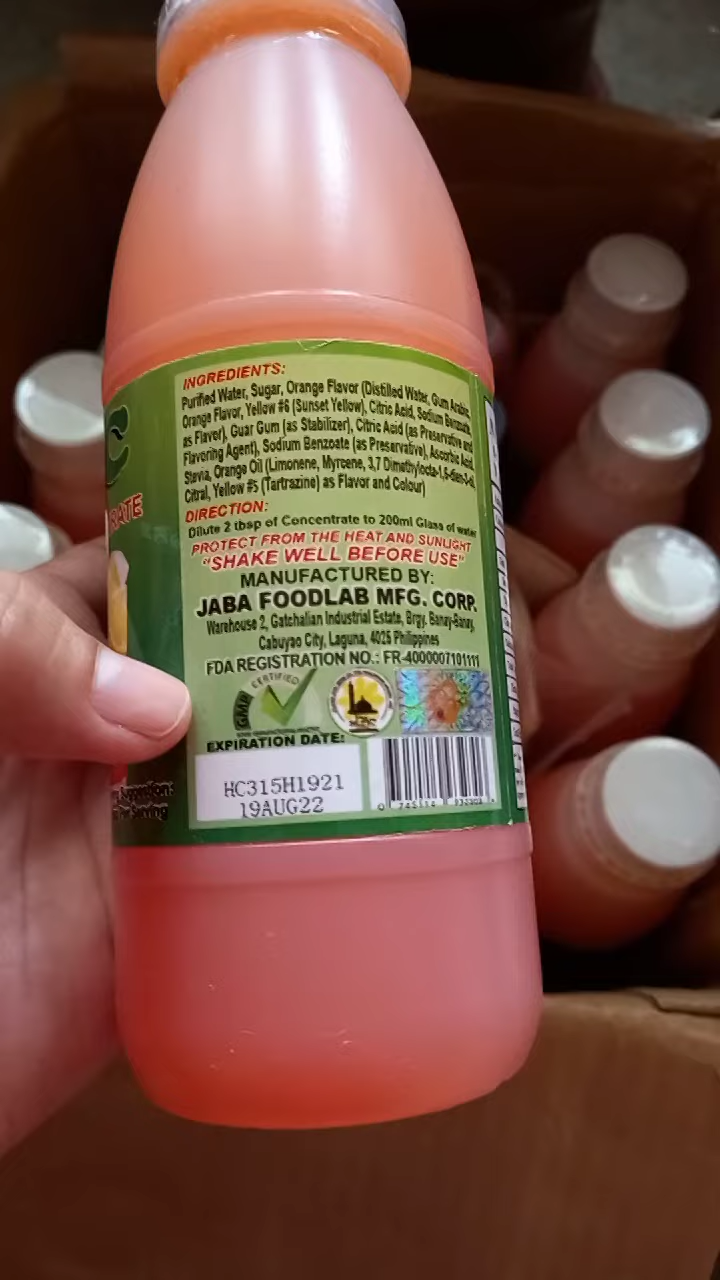 RATE
INGREDIENTS:
Purified Water, Sugar, Orange Flavor (Distilled Water, Gum Arabic,
Orange Flavor, Yellow #6 (Sunset Yellow), Citric Acid, Sodium Benzoate,
as Flavor), Guar Gum (as Stabilizer), Citric Acid (as Preservative and
Flavoring Agent), Sodium Benzoate (as Preservative), Ascorbic Acid,
Stevia, Orange Oil (Limonene, Myrcene, 3,7 Dimethylocta-1,6-dien-3-ol,
Citral, Yellow #5 (Tartrazine) as Flavor and Colour)
DIRECTION:
Dilute 2 tbsp of Concentrate to 200ml Glass of water
PROTECT FROM THE HEAT AND SUNLIGHT
"SHAKE WELL BEFORE USE"
MANUFACTURED BY:
JABA FOODLAB MFG. CORP.
Warehouse 2, Gatchalian Industrial Estate, Brgy. Banay-Banay,
Cabuyao City, Laguna, 4025 Philippines
FDA REGISTRATION NO.: FR-4000007101111
GMP CERTIFIED
EXPIRATION DATE:
HC315H1921
19AUG22
Serving